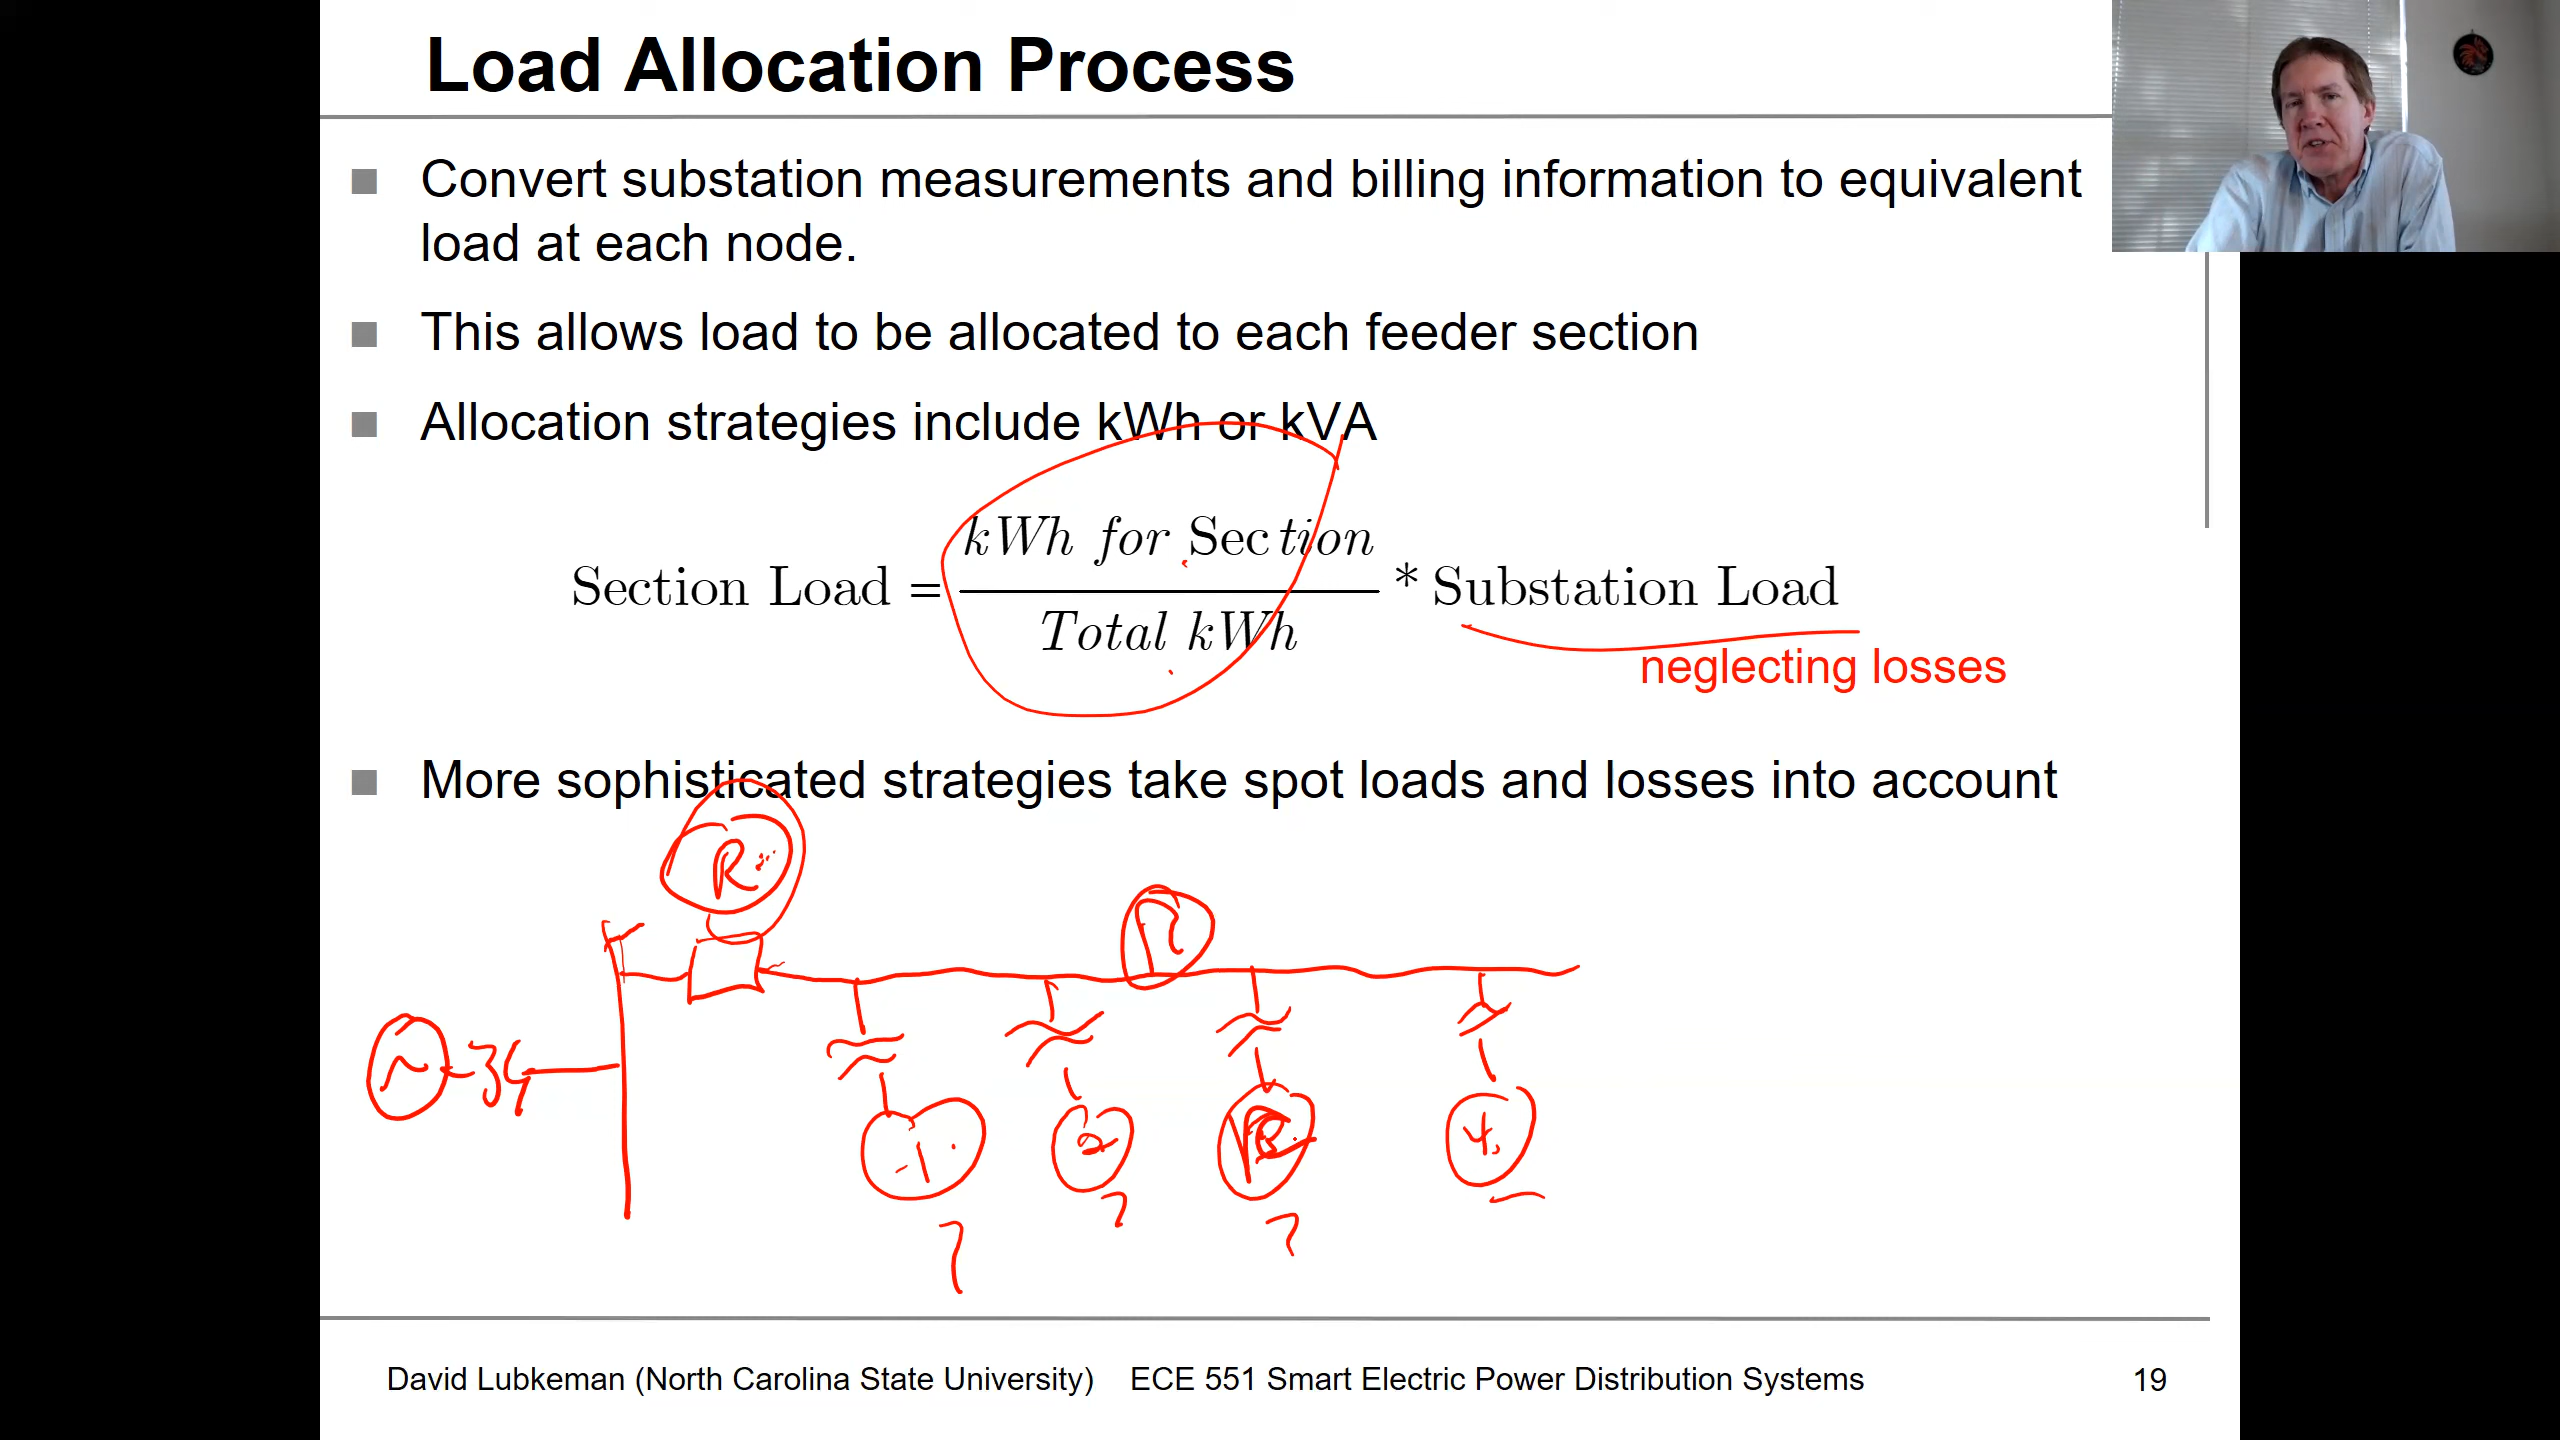 Load Allocation Process
Convert substation measurements and billing information to equivalent
load at each node.
This allows load to be allocated to each feeder section
Allocation strategies include kWh or kVA
Section Load = kWh for Section / Total kWh * Substation Load
neglecting losses
More sophisticated strategies take spot loads and losses into account
R
1
2
4
?
?
?
David Lubkeman (North Carolina State University) ECE 551 Smart Electric Power Distribution Systems 19